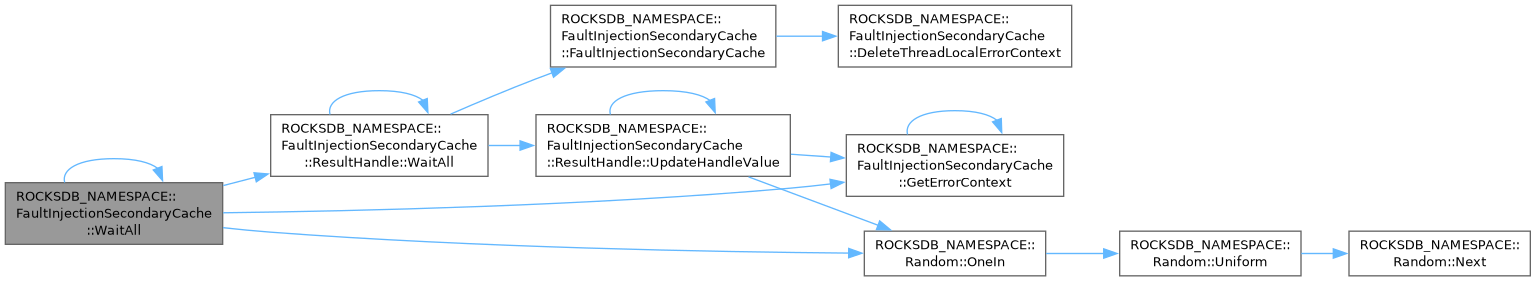 ROCKSDB_NAMESPACE::
FaultInjectionSecondaryCache
::WaitAll
ROCKSDB_NAMESPACE::
FaultInjectionSecondaryCache
::ResultHandle::WaitAll
ROCKSDB_NAMESPACE::
FaultInjectionSecondaryCache
::FaultInjectionSecondaryCache
ROCKSDB_NAMESPACE::
FaultInjectionSecondaryCache
::DeleteThreadLocalErrorContext
ROCKSDB_NAMESPACE::
FaultInjectionSecondaryCache
::ResultHandle::UpdateHandleValue
ROCKSDB_NAMESPACE::
FaultInjectionSecondaryCache
::GetErrorContext
ROCKSDB_NAMESPACE::
Random::OneIn
ROCKSDB_NAMESPACE::
Random::Uniform
ROCKSDB_NAMESPACE::
Random::Next